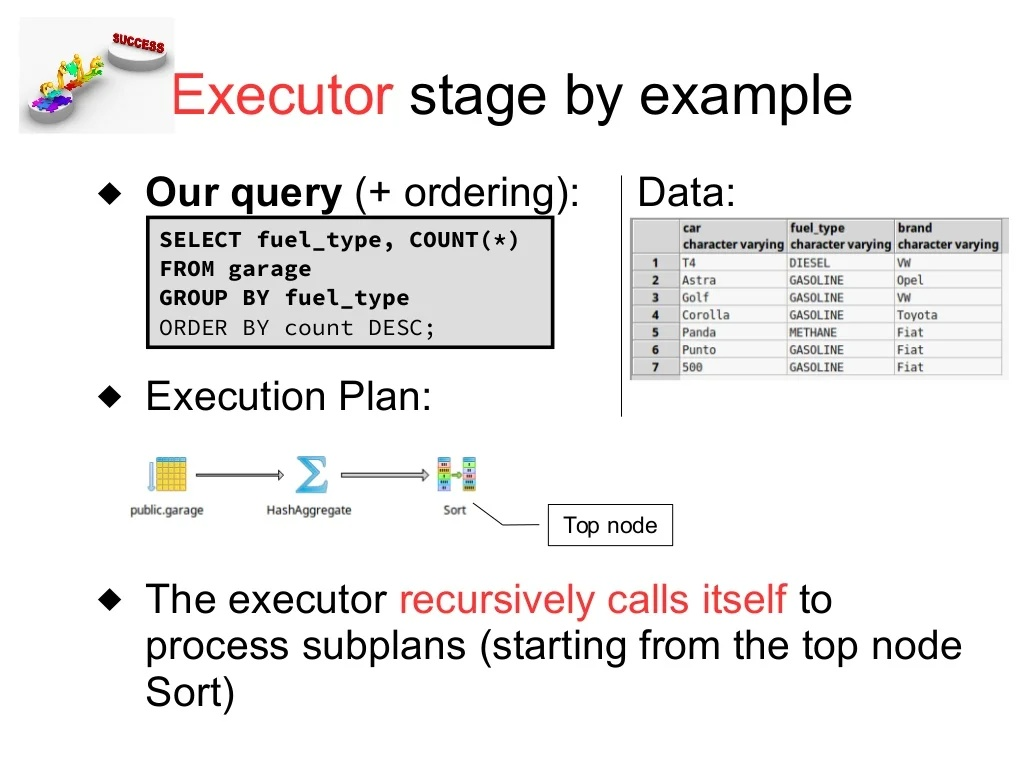 SUCCESS
Executor stage by example
◆ Our query (+ ordering):
SELECT fuel_type, COUNT(*)
FROM garage
GROUP BY fuel_type
ORDER BY count DESC;
Data:
car fuel_type brand
character varying character varying character varying
1 T4 DIESEL VW
2 Astra GASOLINE Opel
3 Golf GASOLINE VW
4 Corolla GASOLINE Toyota
5 Panda METHANE Fiat
6 Punto GASOLINE Fiat
7 500 GASOLINE Fiat
◆ Execution Plan:
public.garage HashAggregate Sort
Top node
◆ The executor recursively calls itself to
process subplans (starting from the top node
Sort)